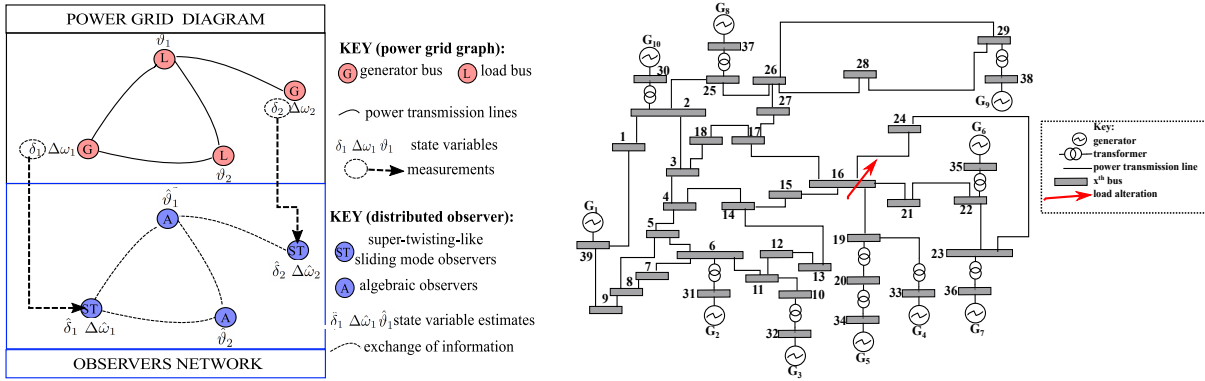 POWER GRID DIAGRAM
ϑ₁
L
G
δ₂ Δω₂
δ₁ Δω₁ G
L
ϑ₂
ϑ̂₁
A
ST
δ̂₂ Δω̂₂
ST
δ̂₁ Δω̂₁
A
ϑ̂₂
OBSERVERS NETWORK
KEY (power grid graph):
G generator bus L load bus
power transmission lines
δ₁ Δω₁ ϑ₁ state variables
measurements
KEY (distributed observer):
super-twisting-like
ST sliding mode observers
A algebraic observers
δ̂₁ Δω̂₁ ϑ̂₁ state variable estimates
exchange of information
G8
37
25
G10
30
2
1
G1
39
9
8
7
5
4
3
18
17
26
27
28
29
38
G9
24
G6
35
22
21
16
15
14
6
31
G2
12
13
11
10
32
G3
19
20
34
G5
33
G4
23
36
G7
Key:
generator
transformer
power transmission line
xᵗʰ bus
load alteration